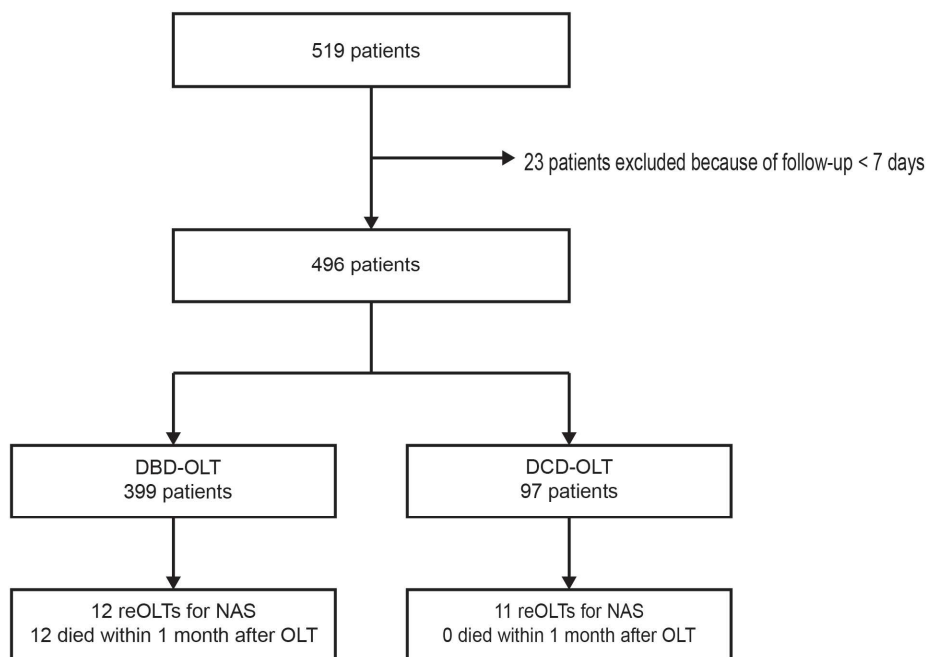 519 patients
23 patients excluded because of follow-up < 7 days
496 patients
DBD-OLT
399 patients
DCD-OLT
97 patients
12 reOLTs for NAS
12 died within 1 month after OLT
11 reOLTs for NAS
0 died within 1 month after OLT